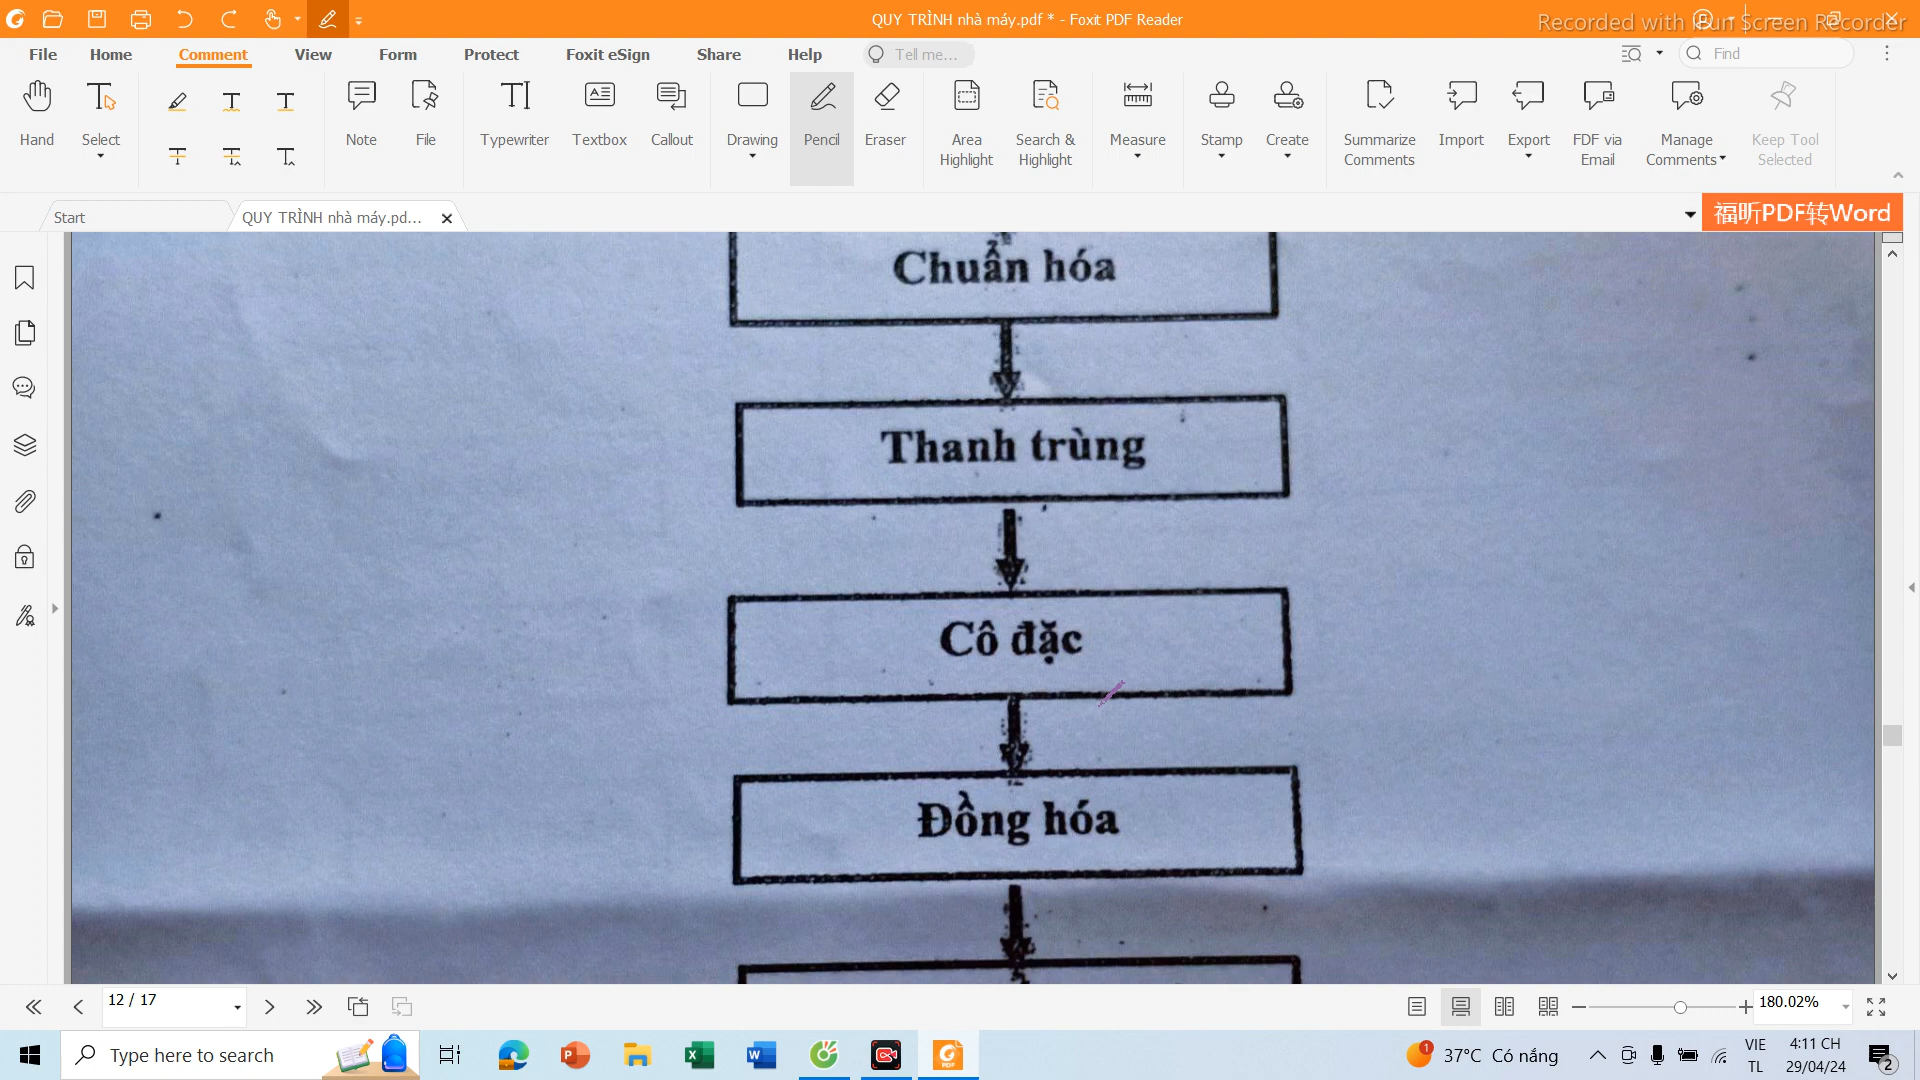 QUY TRÌNH nhà máy.pdf * - Foxit PDF Reader
Recorded with iFun Screen Recorder
File Home Comment View Form Protect Foxit eSign Share Help Tell me... Find
Hand Select Note File Typewriter Textbox Callout Drawing Pencil Eraser Area Highlight Search & Highlight Measure Stamp Create Summarize Comments Import Export FDF via Email Manage Comments Keep Tool Selected
Start QUY TRÌNH nhà máy.pd... 福昕PDF转Word
Chuẩn hóa
Thanh trùng
Cô đặc
Đồng hóa
12 / 17 180.02%
Type here to search 37°C Có nắng VIE 4:11 CH
TL 29/04/24 2